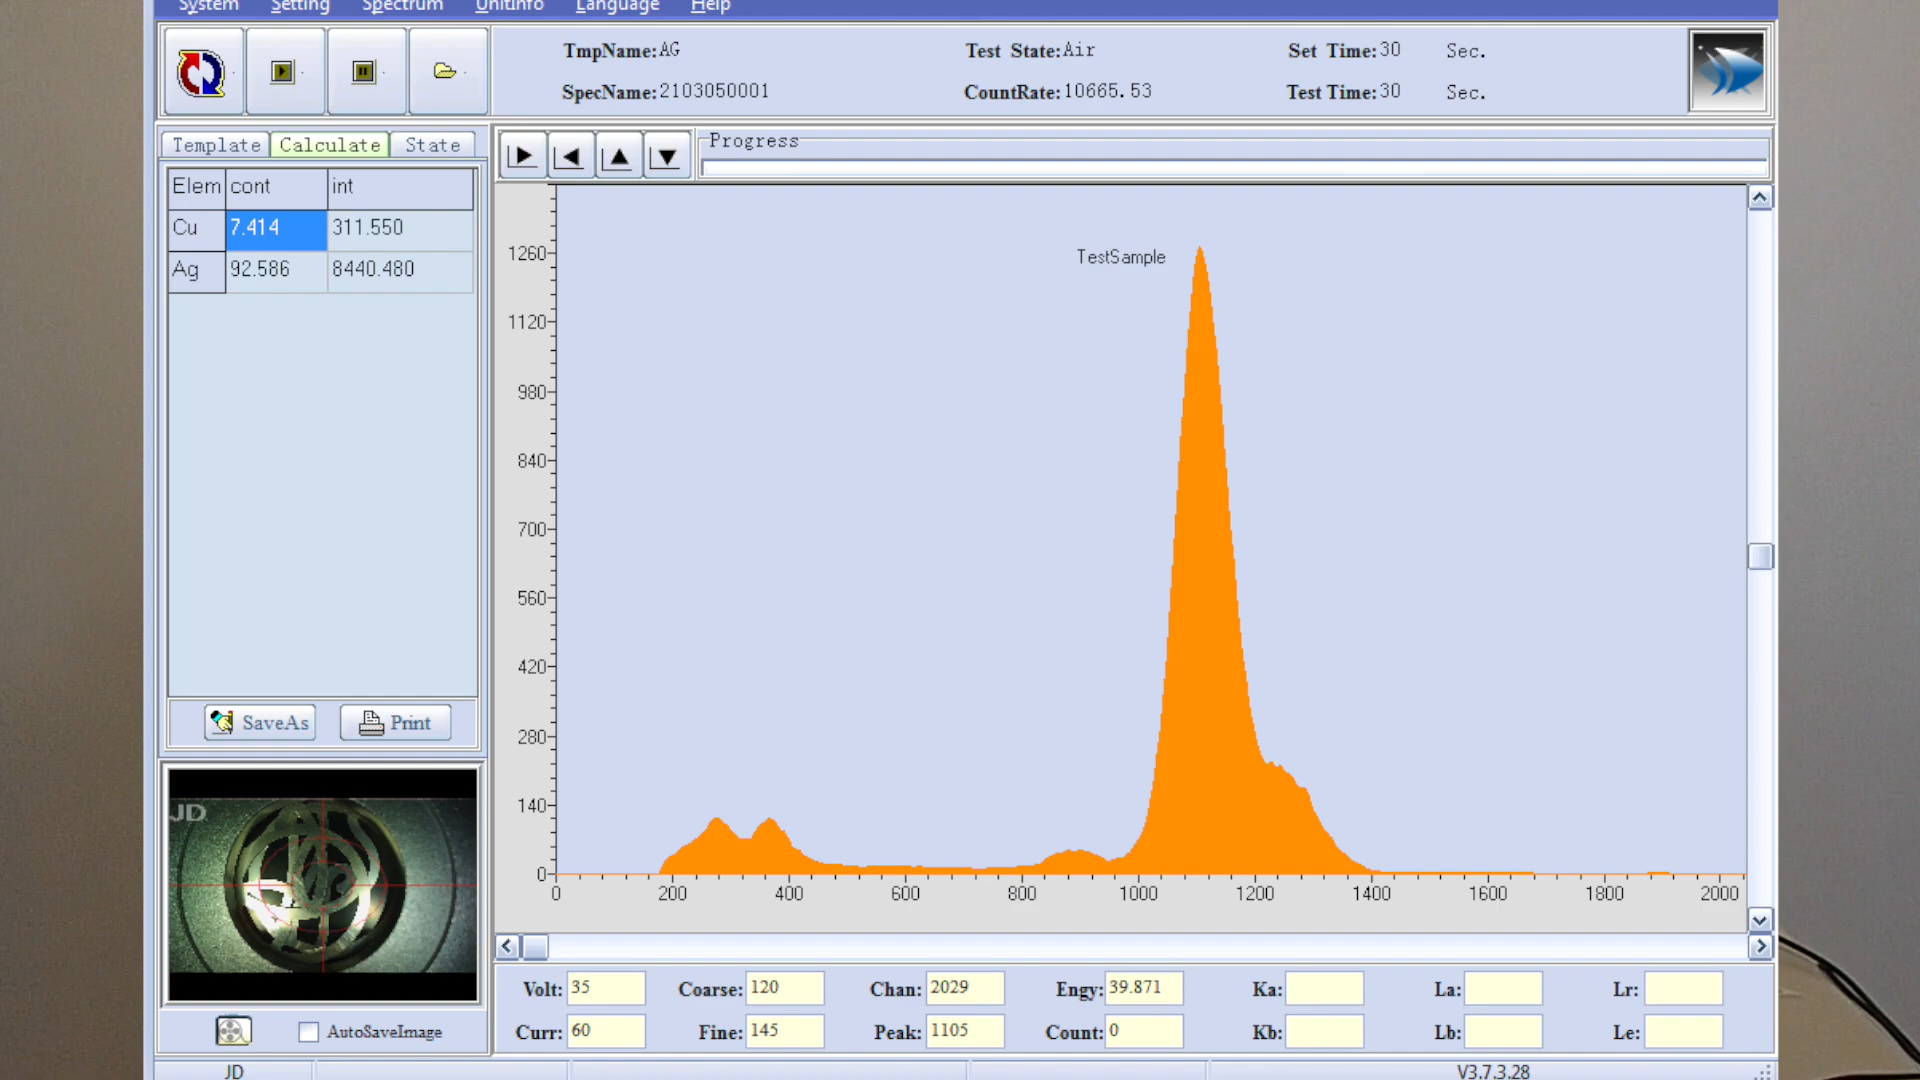 System Setting Spectrum UnitInfo Language Help
TmpName:AG Test State:Air Set Time:30 Sec.
SpecName:2103050001 CountRate:10665.53 Test Time:30 Sec.
Template Calculate State
Progress
Elem cont int
Cu 7.414 311.550
Ag 92.586 8440.480
TestSample
1260
1120
980
840
700
560
420
280
140
0
0 200 400 600 800 1000 1200 1400 1600 1800 2000
SaveAs Print
JD
AutoSaveImage
Volt: 35 Coarse: 120 Chan: 2029 Engy: 39.871 Ka: La: Lr:
Curr: 60 Fine: 145 Peak: 1105 Count: 0 Kb: Lb: Le:
JD V3.7.3.28